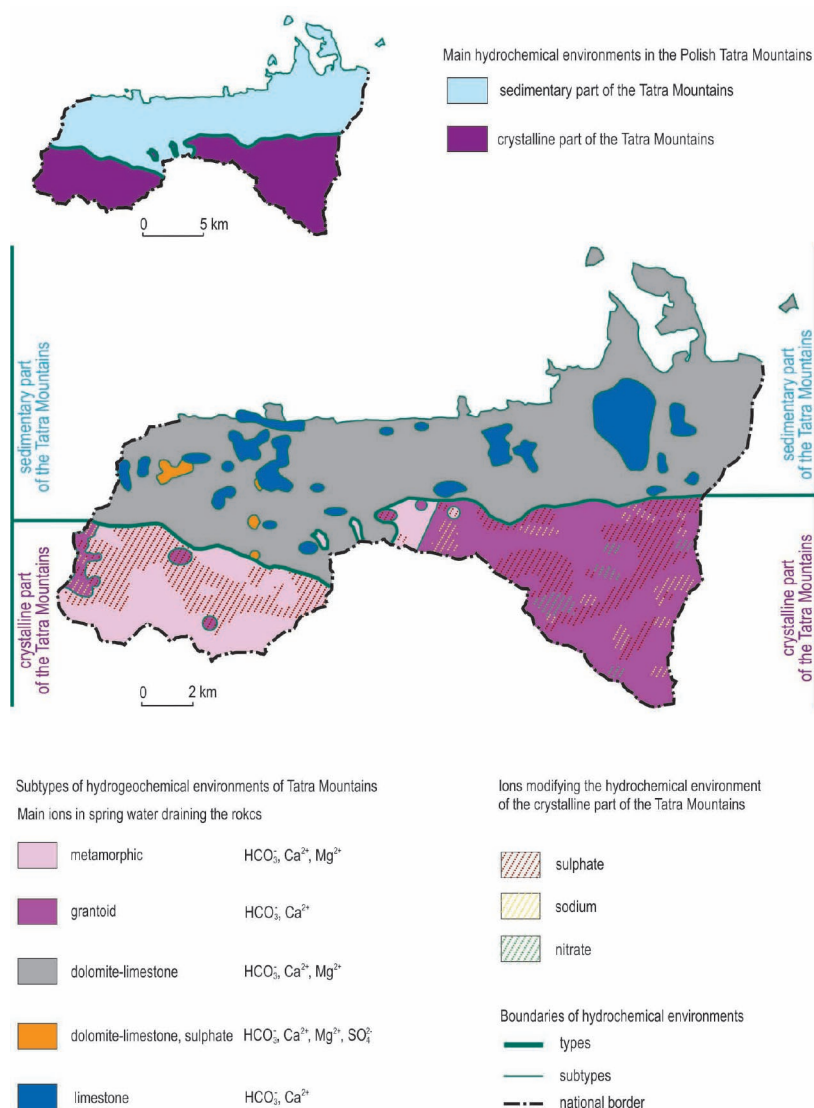 Main hydrochemical environments in the Polish Tatra Mountains
sedimentary part of the Tatra Mountains
crystalline part of the Tatra Mountains
0 5 km
sedimentary part
of the Tatra Mountains
sedimentary part
of the Tatra Mountains
crystalline part
of the Tatra Mountains
crystalline part
of the Tatra Mountains
0 2 km
Subtypes of hydrogeochemical environments of Tatra Mountains
Main ions in spring water draining the rokcs
metamorphic HCO₃⁻, Ca²⁺, Mg²⁺
grantoid HCO₃⁻, Ca²⁺
dolomite-limestone HCO₃⁻, Ca²⁺, Mg²⁺
dolomite-limestone, sulphate HCO₃⁻, Ca²⁺, Mg²⁺, SO₄²⁻
limestone HCO₃⁻, Ca²⁺
Ions modifying the hydrochemical environment
of the crystalline part of the Tatra Mountains
sulphate
sodium
nitrate
Boundaries of hydrochemical environments
types
subtypes
national border